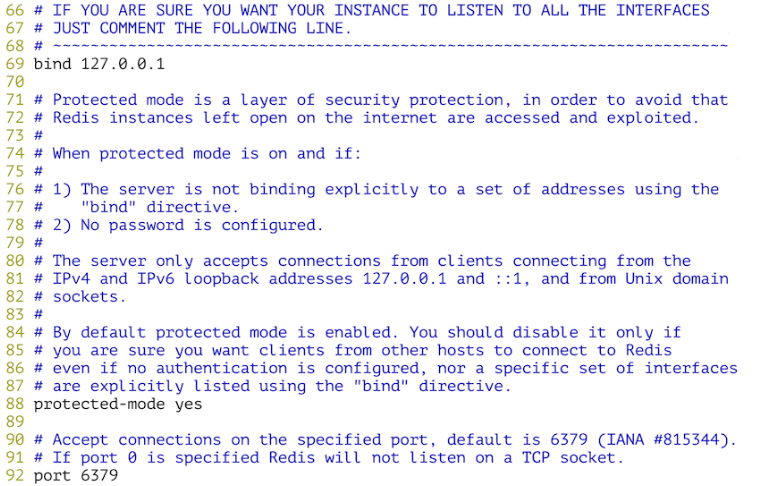 66 # IF YOU ARE SURE YOU WANT YOUR INSTANCE TO LISTEN TO ALL THE INTERFACES
67 # JUST COMMENT THE FOLLOWING LINE.
68 # ~~~~~~~~~~~~~~~~~~~~~~~~~~~~~~~~~~~~~~~~~~~~~~~~~~~~~~~~~~~~~~~~~~~~~~~~
69 bind 127.0.0.1
70
71 # Protected mode is a layer of security protection, in order to avoid that
72 # Redis instances left open on the internet are accessed and exploited.
73 #
74 # When protected mode is on and if:
75 #
76 # 1) The server is not binding explicitly to a set of addresses using the
77 #    "bind" directive.
78 # 2) No password is configured.
79 #
80 # The server only accepts connections from clients connecting from the
81 # IPv4 and IPv6 loopback addresses 127.0.0.1 and ::1, and from Unix domain
82 # sockets.
83 #
84 # By default protected mode is enabled. You should disable it only if
85 # you are sure you want clients from other hosts to connect to Redis
86 # even if no authentication is configured, nor a specific set of interfaces
87 # are explicitly listed using the "bind" directive.
88 protected-mode yes
89
90 # Accept connections on the specified port, default is 6379 (IANA #815344).
91 # If port 0 is specified Redis will not listen on a TCP socket.
92 port 6379